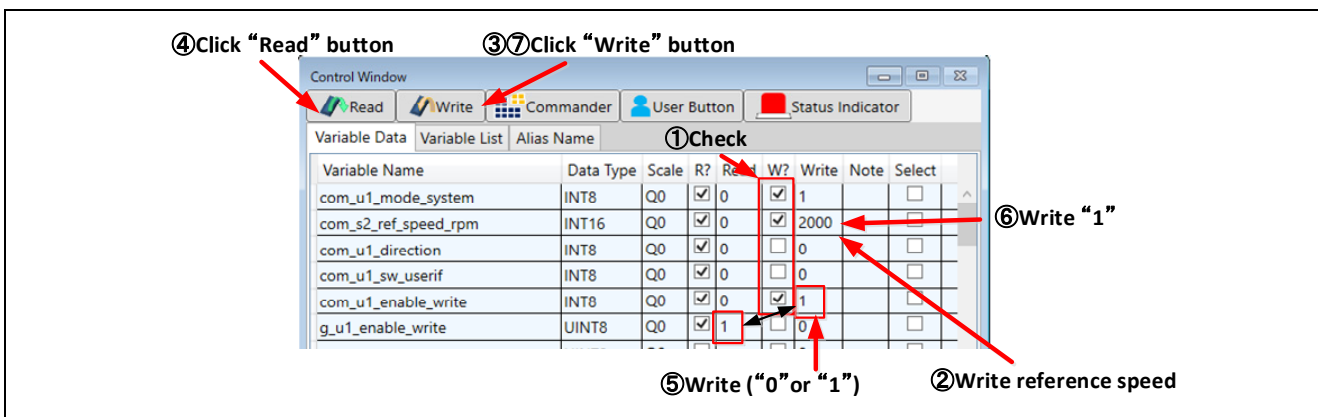 ④Click “Read” button ③⑦Click “Write” button
Control Window
Read Write Commander User Button Status Indicator
Variable Data Variable List Alias Name
①Check
Variable Name Data Type Scale R? Read W? Write Note Select
com_u1_mode_system INT8 Q0 0 1
com_s2_ref_speed_rpm INT16 Q0 0 2000
⑥Write “1”
com_u1_direction INT8 Q0 0 0
com_u1_sw_userif INT8 Q0 0 0
com_u1_enable_write INT8 Q0 0 1
g_u1_enable_write UINT8 Q0 1 0
⑤Write (“0”or “1”) ②Write reference speed